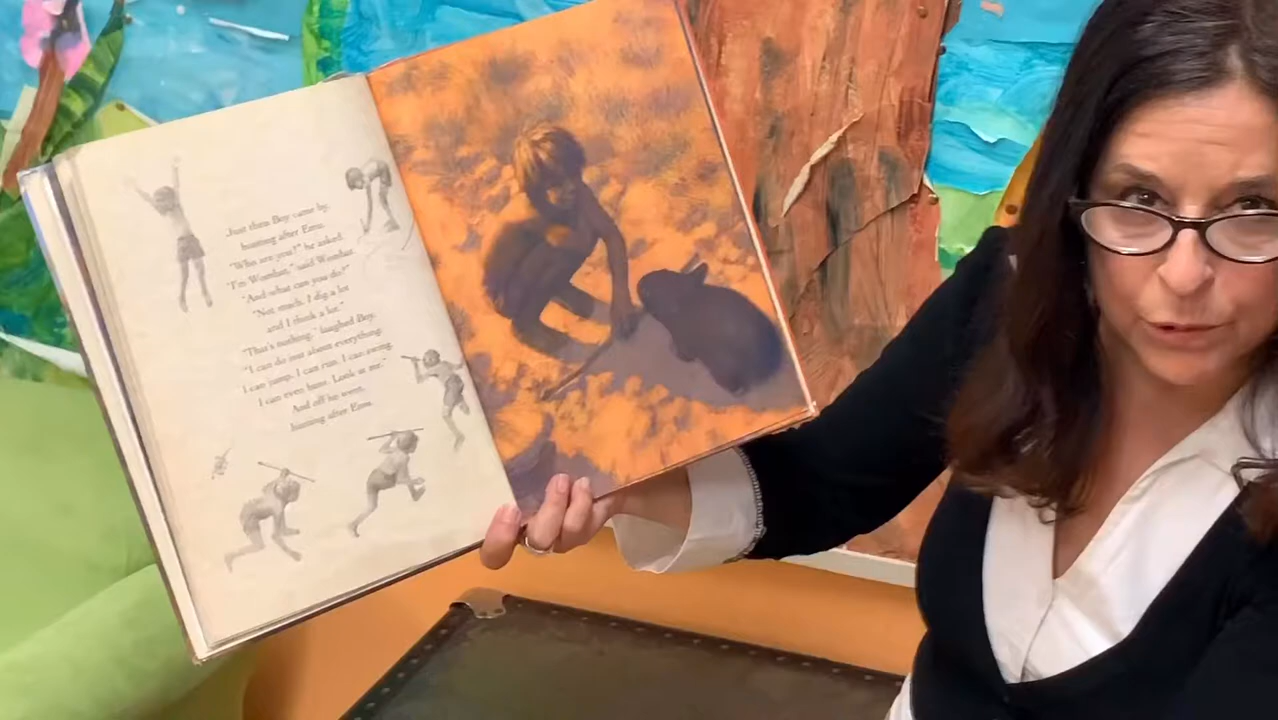 Just then Boy came by,
hunting after Emu.
"Who are you?" he asked.
"I'm Wombat," said Wombat.
"And what can you do?"
"Not much. I dig a lot
and I think a lot."
"That's nothing," laughed Boy.
"I can do just about everything.
I can jump. I can run. I can swing.
I can even hunt. Look at me."
And off he went,
hunting after Emu.